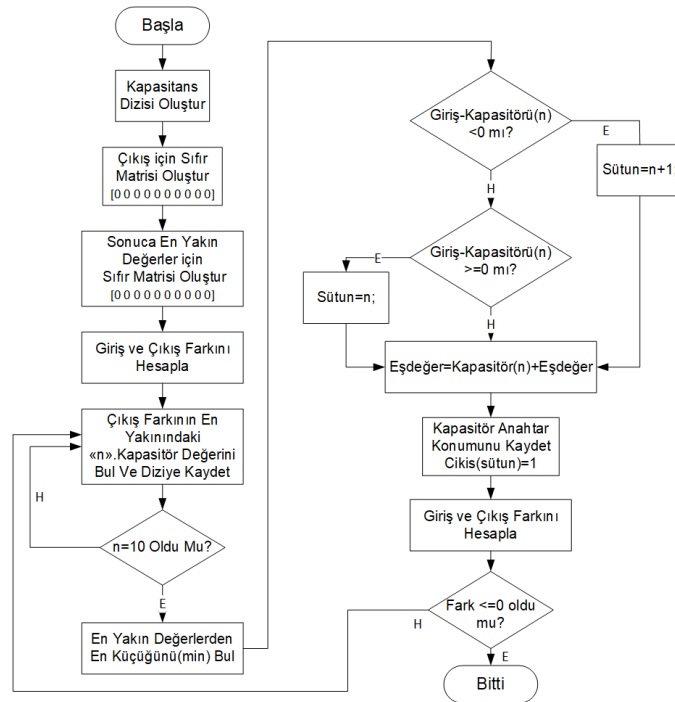 Başla
Kapasitans
Dizisi Oluştur
Çıkış için Sıfır
Matrisi Oluştur
[0 0 0 0 0 0 0 0 0 0]
Sonuca En Yakın
Değerler için
Sıfır Matrisi Oluştur
[0 0 0 0 0 0 0 0 0 0]
Giriş ve Çıkış Farkını
Hesapla
Çıkış Farkının En
Yakınındaki
«n».Kapasitör Değerini
Bul Ve Diziye Kaydet
H
n=10 Oldu Mu?
E
En Yakın Değerlerden
En Küçüğünü(min) Bul
Giriş-Kapasitörü(n)
<0 mı?
E
Sütun=n+1;
H
Giriş-Kapasitörü(n)
>=0 mı?
E
Sütun=n;
H
Eşdeğer=Kapasitör(n)+Eşdeğer
Kapasitör Anahtar
Konumunu Kaydet
Cikis(sütun)=1
Giriş ve Çıkış Farkını
Hesapla
Fark <=0 oldu
mu?
H
E
Bitti